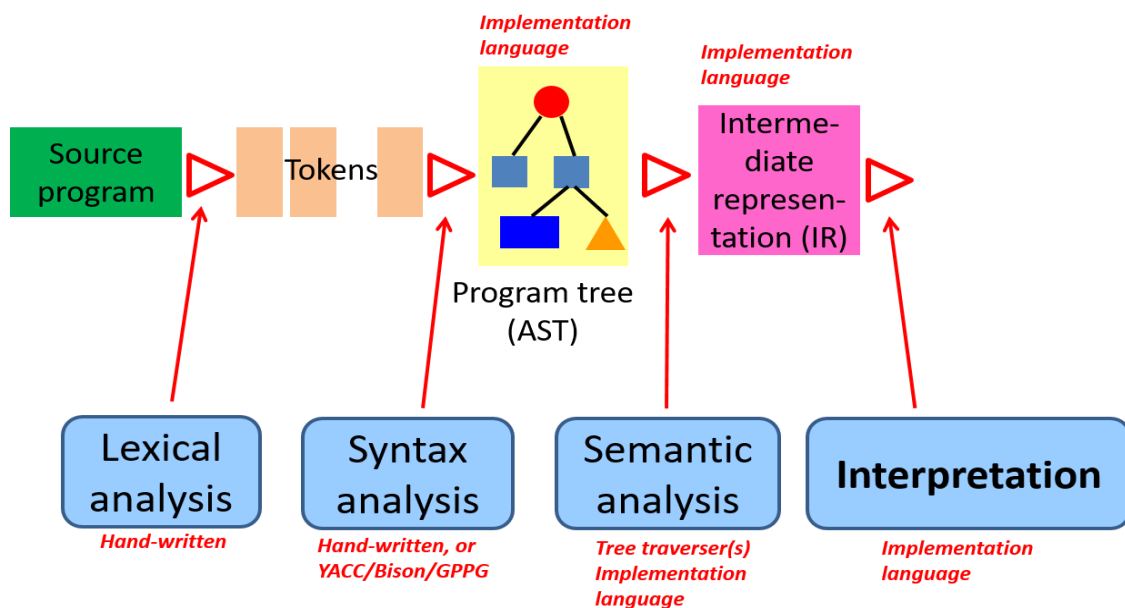 Implementation
language
Implementation
language
Source
program
Tokens
Interme-
diate
represen-
tation (IR)
Program tree
(AST)
Lexical
analysis
Syntax
analysis
Semantic
analysis
Interpretation
Hand-written
Hand-written, or
YACC/Bison/GPPG
Tree traverser(s)
Implementation
language
Implementation
language